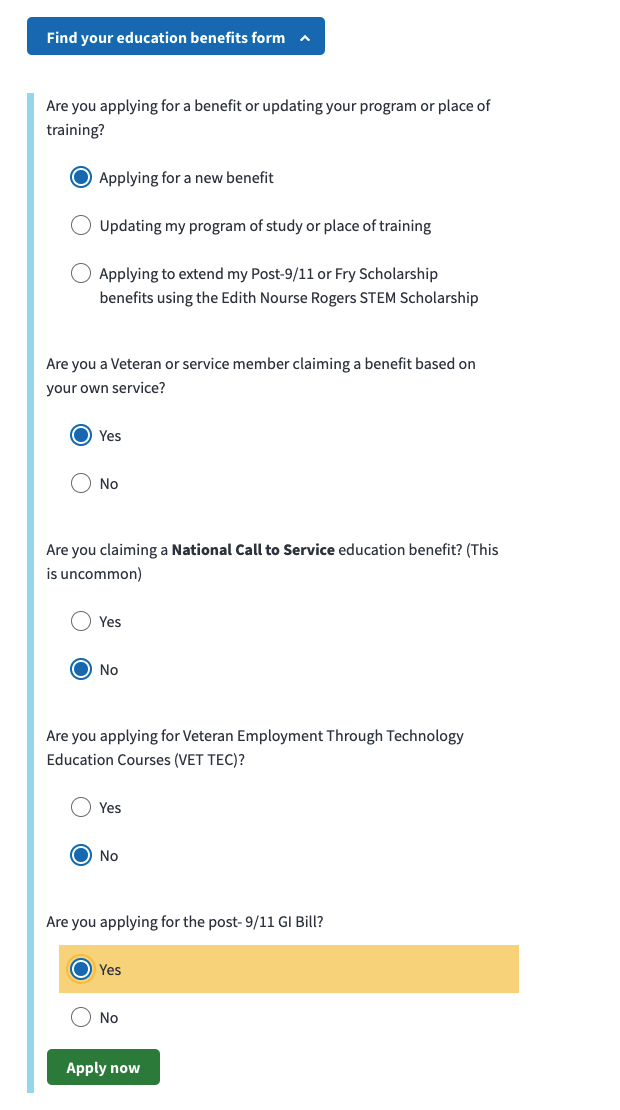 Find your education benefits form
Are you applying for a benefit or updating your program or place of
training?
Applying for a new benefit
Updating my program of study or place of training
Applying to extend my Post-9/11 or Fry Scholarship
benefits using the Edith Nourse Rogers STEM Scholarship
Are you a Veteran or service member claiming a benefit based on
your own service?
Yes
No
Are you claiming a National Call to Service education benefit? (This
is uncommon)
Yes
No
Are you applying for Veteran Employment Through Technology
Education Courses (VET TEC)?
Yes
No
Are you applying for the post- 9/11 GI Bill?
Yes
No
Apply now